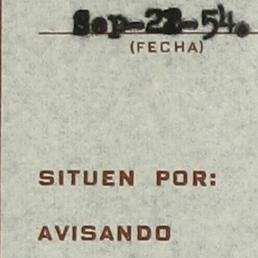 Sep-22-54.
(FECHA)
SITUEN POR:
AVISANDO